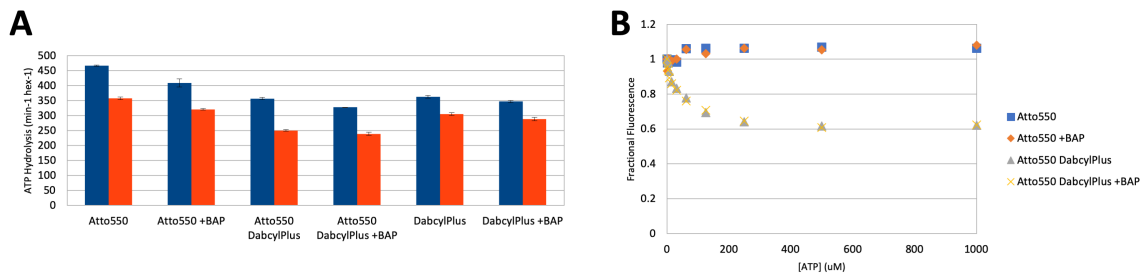 A
ATP Hydrolysis (min-1 hex-1)
500
450
400
350
300
250
200
150
100
50
0
Atto550
Atto550 +BAP
Atto550
DabcylPlus
Atto550
DabcylPlus +BAP
DabcylPlus
DabcylPlus +BAP
B
Fractional Fluorescence
1.2
1
0.8
0.6
0.4
0.2
0
0
200
400
600
800
1000
[ATP] (uM)
Atto550
Atto550 +BAP
Atto550 DabcylPlus
Atto550 DabcylPlus +BAP